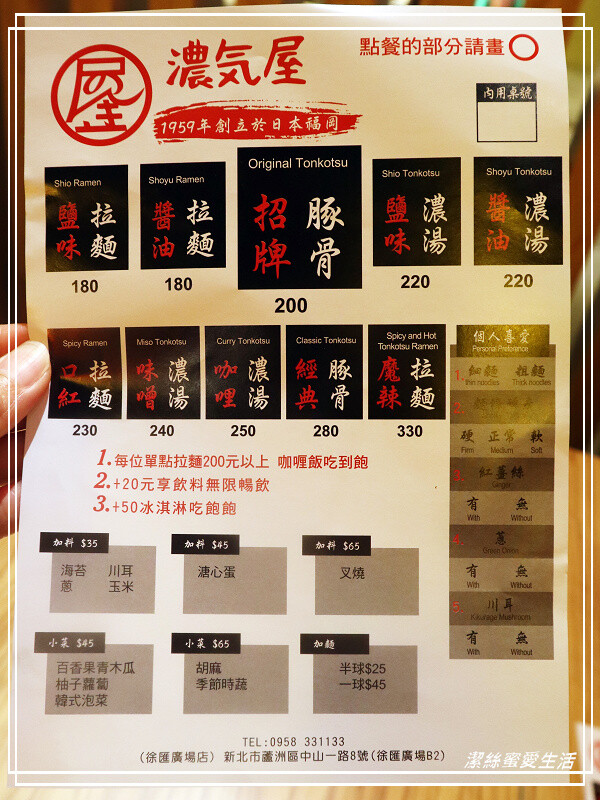 屋
濃気屋
1959年創立於日本福岡
點餐的部分請畫○
內用桌號
Shio Ramen
鹽味拉麵
180
Shoyu Ramen
醬油拉麵
180
Original Tonkotsu
招牌豚骨
200
Shio Tonkotsu
鹽味濃湯
220
Shoyu Tonkotsu
醬油濃湯
220
Spicy Ramen
口紅拉麵
230
Miso Tonkotsu
味噌濃湯
240
Curry Tonkotsu
咖哩濃湯
250
Classic Tonkotsu
經典豚骨
280
Spicy and Hot
Tonkotsu Ramen
魔辣拉麵
330
個人喜愛
Personal Preference
1. 細麵 粗麵
thin noodles Thick noodles
2.
硬 正常 軟
Firm Medium Soft
3. 紅薑絲
Ginger
有 無
With Without
4. 蔥
Green Onion
有 無
With Without
5. 川耳
Kikurage Mushroom
有 無
With Without
1.每位單點拉麵200元以上 咖喱飯吃到飽
2.+20元享飲料無限暢飲
3.+50冰淇淋吃飽飽
加料 $35
海苔 川耳
蔥 玉米
加料 $45
溏心蛋
加料 $65
叉燒
小菜 $45
百香果青木瓜
柚子蘿蔔
韓式泡菜
小菜 $65
胡麻
季節時蔬
加麵
半球$25
一球$45
TEL:0958 331133
(徐匯廣場店) 新北市蘆洲區中山一路8號(徐匯廣場B2)
潔絲蜜愛生活